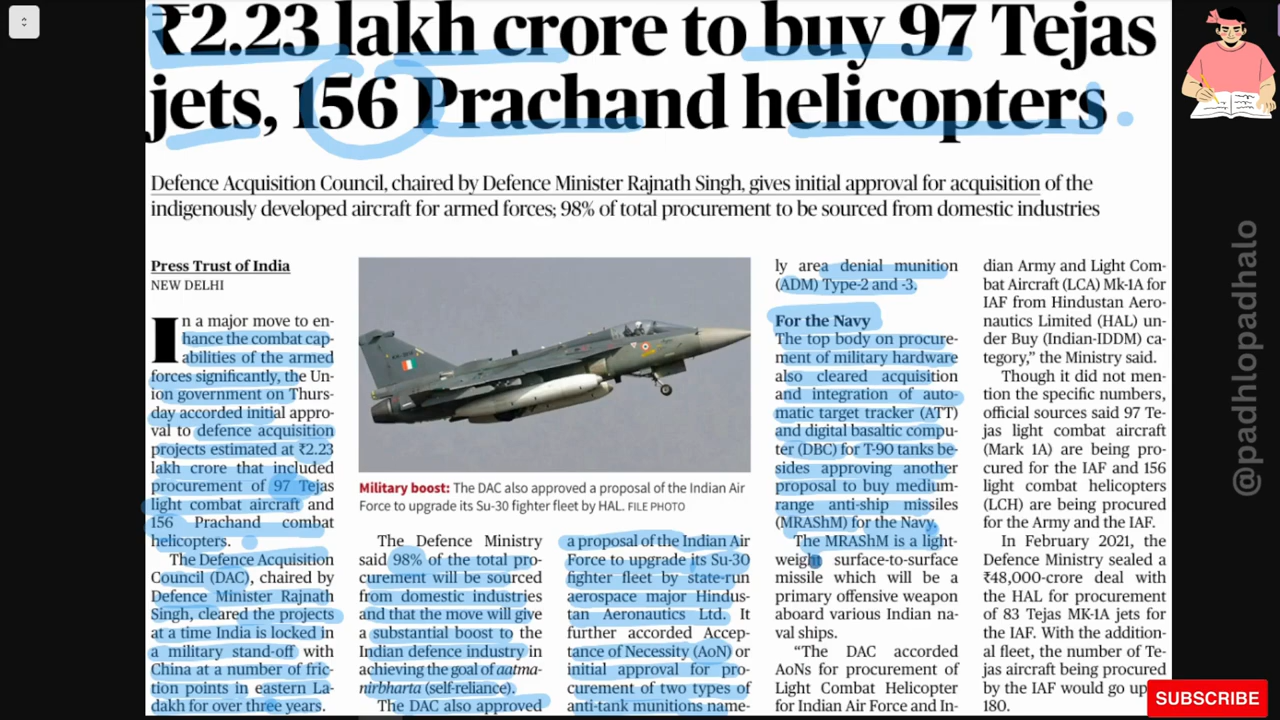 ₹2.23 lakh crore to buy 97 Tejas
jets, 156 Prachand helicopters
Defence Acquisition Council, chaired by Defence Minister Rajnath Singh, gives initial approval for acquisition of the
indigenously developed aircraft for armed forces; 98% of total procurement to be sourced from domestic industries
Press Trust of India
NEW DELHI
In a major move to en-
hance the combat cap-
abilities of the armed
forces significantly, the Un-
ion government on Thurs-
day accorded initial appro-
val to defence acquisition
projects estimated at ₹2.23
lakh crore that included
procurement of 97 Tejas
light combat aircraft and
156 Prachand combat
helicopters.
The Defence Acquisition
Council (DAC), chaired by
Defence Minister Rajnath
Singh, cleared the projects
at a time India is locked in
a military stand-off with
China at a number of fric-
tion points in eastern La-
dakh for over three years.
Military boost: The DAC also approved a proposal of the Indian Air
Force to upgrade its Su-30 fighter fleet by HAL. FILE PHOTO
The Defence Ministry
said 98% of the total pro-
curement will be sourced
from domestic industries
and that the move will give
a substantial boost to the
Indian defence industry in
achieving the goal of aatma-
nirbharta (self-reliance).
The DAC also approved
a proposal of the Indian Air
Force to upgrade its Su-30
fighter fleet by state-run
aerospace major Hindus-
tan Aeronautics Ltd. It
further accorded Accep-
tance of Necessity (AoN) or
initial approval for pro-
curement of two types of
anti-tank munitions name-
ly area denial munition
(ADM) Type-2 and -3.
For the Navy
The top body on procure-
ment of military hardware
also cleared acquisition
and integration of auto-
matic target tracker (ATT)
and digital basaltic compu-
ter (DBC) for T-90 tanks be-
sides approving another
proposal to buy medium-
range anti-ship missiles
(MRAShM) for the Navy.
The MRAShM is a light-
weight surface-to-surface
missile which will be a
primary offensive weapon
aboard various Indian na-
val ships.
"The DAC accorded
AoNs for procurement of
Light Combat Helicopter
for Indian Air Force and In-
dian Army and Light Com-
bat Aircraft (LCA) Mk-1A for
IAF from Hindustan Aero-
nautics Limited (HAL) un-
der Buy (Indian-IDDM) ca-
tegory," the Ministry said.
Though it did not men-
tion the specific numbers,
official sources said 97 Te-
jas light combat aircraft
(Mark 1A) are being pro-
cured for the IAF and 156
light combat helicopters
(LCH) are being procured
for the Army and the IAF.
In February 2021, the
Defence Ministry sealed a
₹48,000-crore deal with
the HAL for procurement
of 83 Tejas MK-1A jets for
the IAF. With the addition-
al fleet, the number of Te-
jas aircraft being procured
by the IAF would go up
180.
@padhlopadhalo
SUBSCRIBE